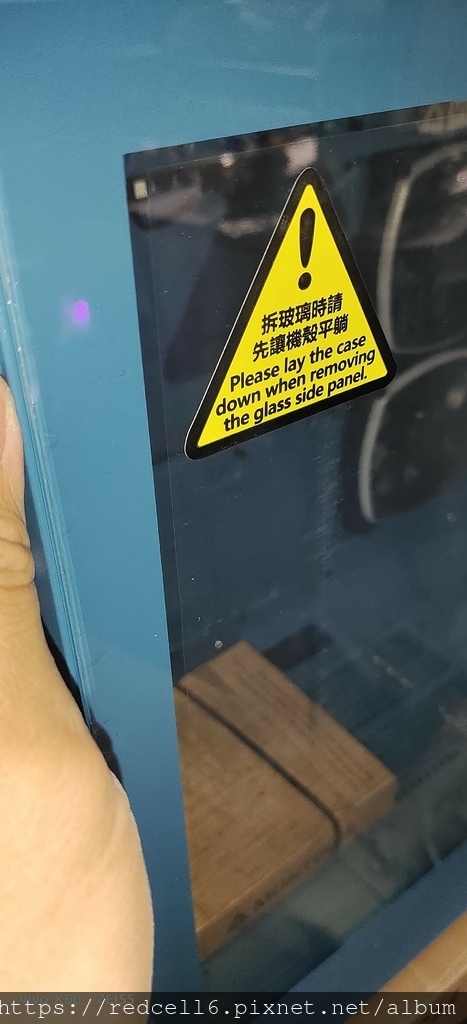 拆玻璃時請
先讓機殼平躺
Please lay the case
down when removing
the glass side panel.
https://redcell6.pixnet.net/album